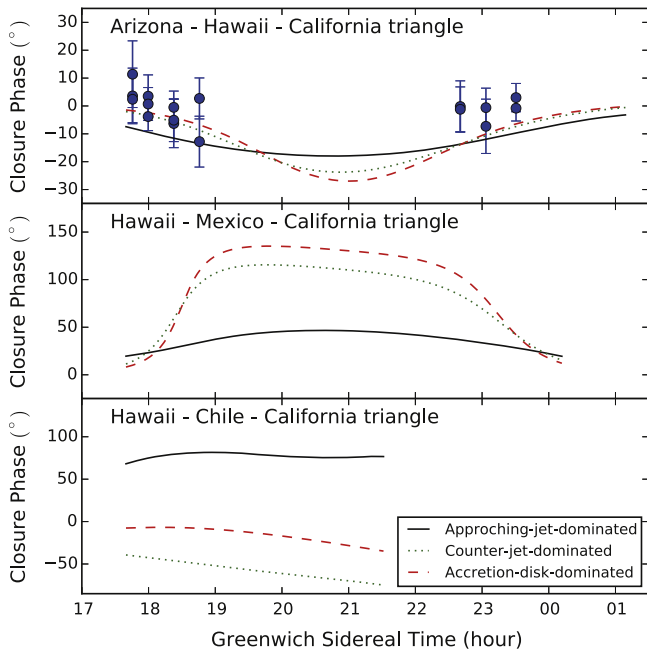 Arizona - Hawaii - California triangle
Closure Phase (°)
30
20
10
0
−10
−20
−30
Hawaii - Mexico - California triangle
Closure Phase (°)
150
100
50
0
Hawaii - Chile - California triangle
Closure Phase (°)
100
50
0
−50
Approching-jet-dominated
Counter-jet-dominated
Accretion-disk-dominated
17 18 19 20 21 22 23 00 01
Greenwich Sidereal Time (hour)